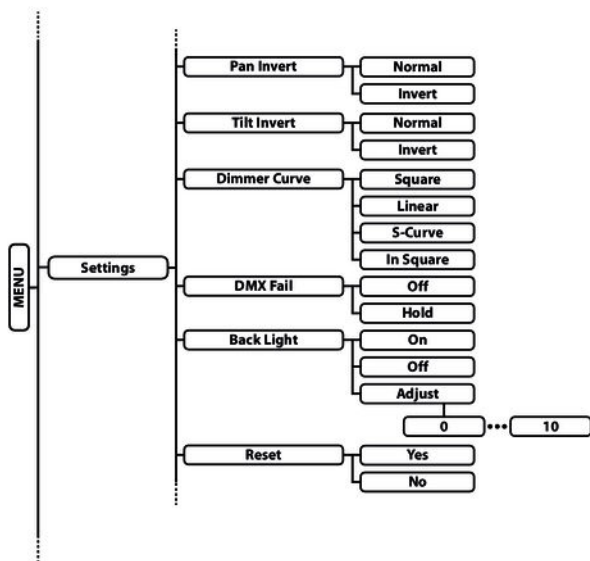 MENU
Settings
Pan Invert
Normal
Invert
Tilt Invert
Normal
Invert
Dimmer Curve
Square
Linear
S-Curve
In Square
DMX Fail
Off
Hold
Back Light
On
Off
Adjust
0 ••• 10
Reset
Yes
No